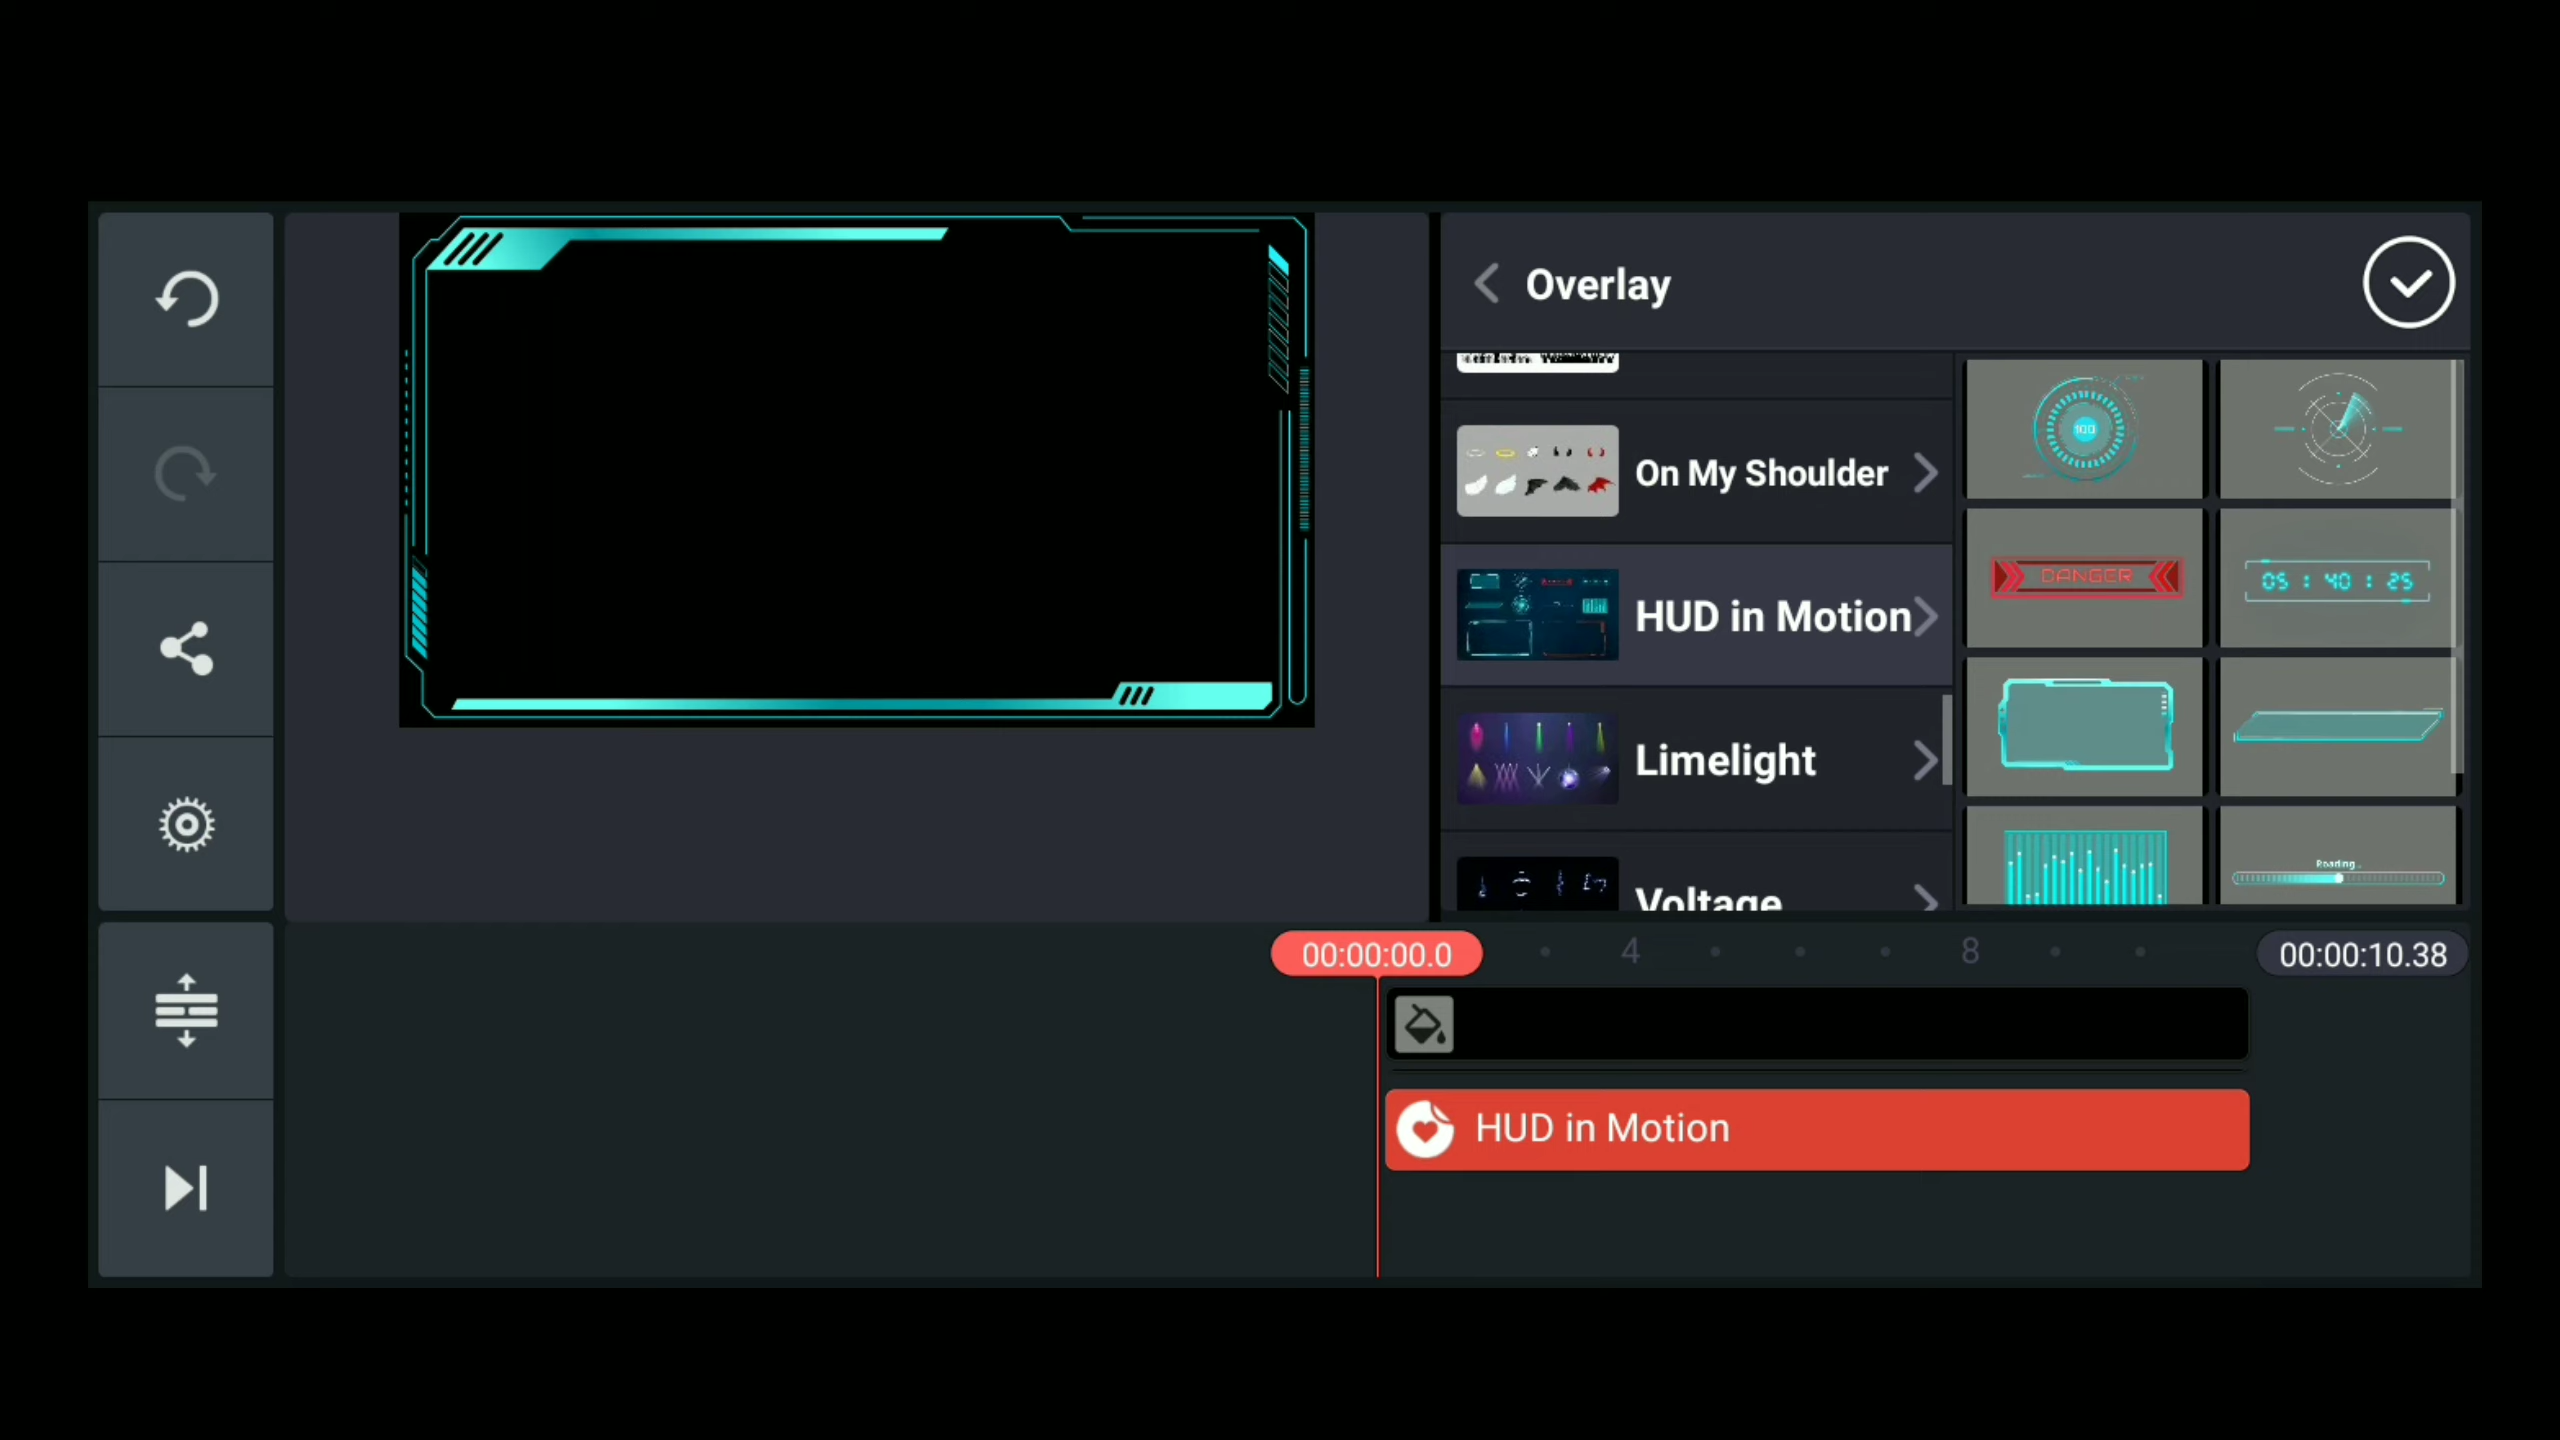 Overlay
On My Shoulder
HUD in Motion
Limelight
Voltage
100
DANGER
05 : 40 : 25
00:00:00.0
4
8
00:00:10.38
HUD in Motion